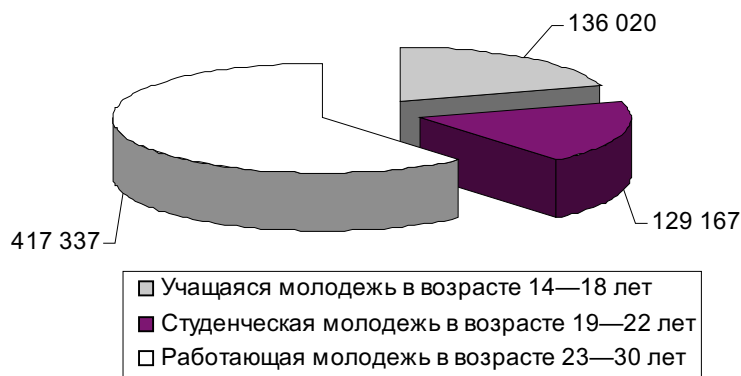 136 020
129 167
417 337
Учащаяся молодежь в возрасте 14—18 лет
Студенческая молодежь в возрасте 19—22 лет
Работающая молодежь в возрасте 23—30 лет